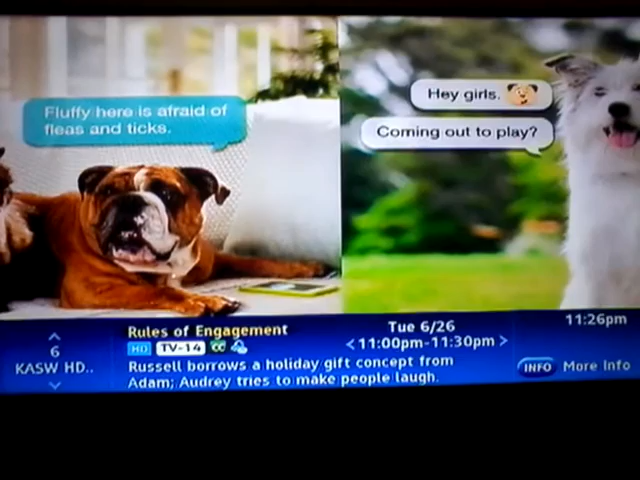 Fluffy here is afraid of
fleas and ticks.
Hey girls.
Coming out to play?
11:26pm
6
KASW HD..
Rules of Engagement
HD TV-14 CC
Russell borrows a holiday gift concept from
Adam; Audrey tries to make people laugh.
Tue 6/26
<11:00pm-11:30pm>
INFO More Info